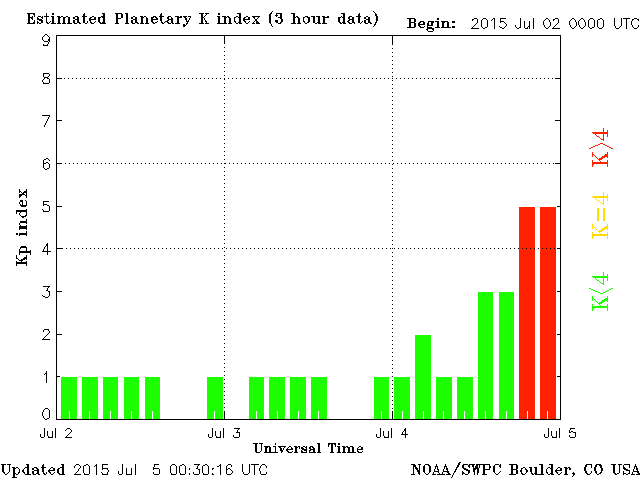 Estimated Planetary K index (3 hour data) Begin: 2015 Jul 02 0000 UTC
9
8
7
6
5
4
3
2
1
0
Kp index
K>4
K=4
K<4
Jul 2 Jul 3 Jul 4 Jul 5
Universal Time
Updated 2015 Jul 5 00:30:16 UTC NOAA/SWPC Boulder, CO USA